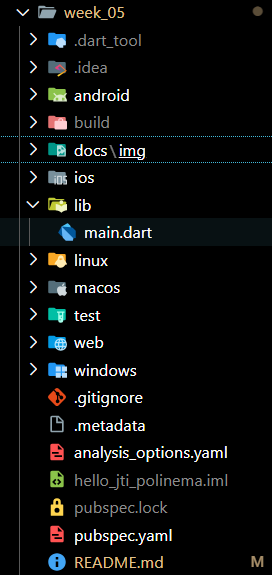 week_05
.dart_tool
.idea
android
build
docs\img
ios
lib
main.dart
linux
macos
test
web
windows
.gitignore
.metadata
analysis_options.yaml
hello_jti_polinema.iml
pubspec.lock
pubspec.yaml
README.md M